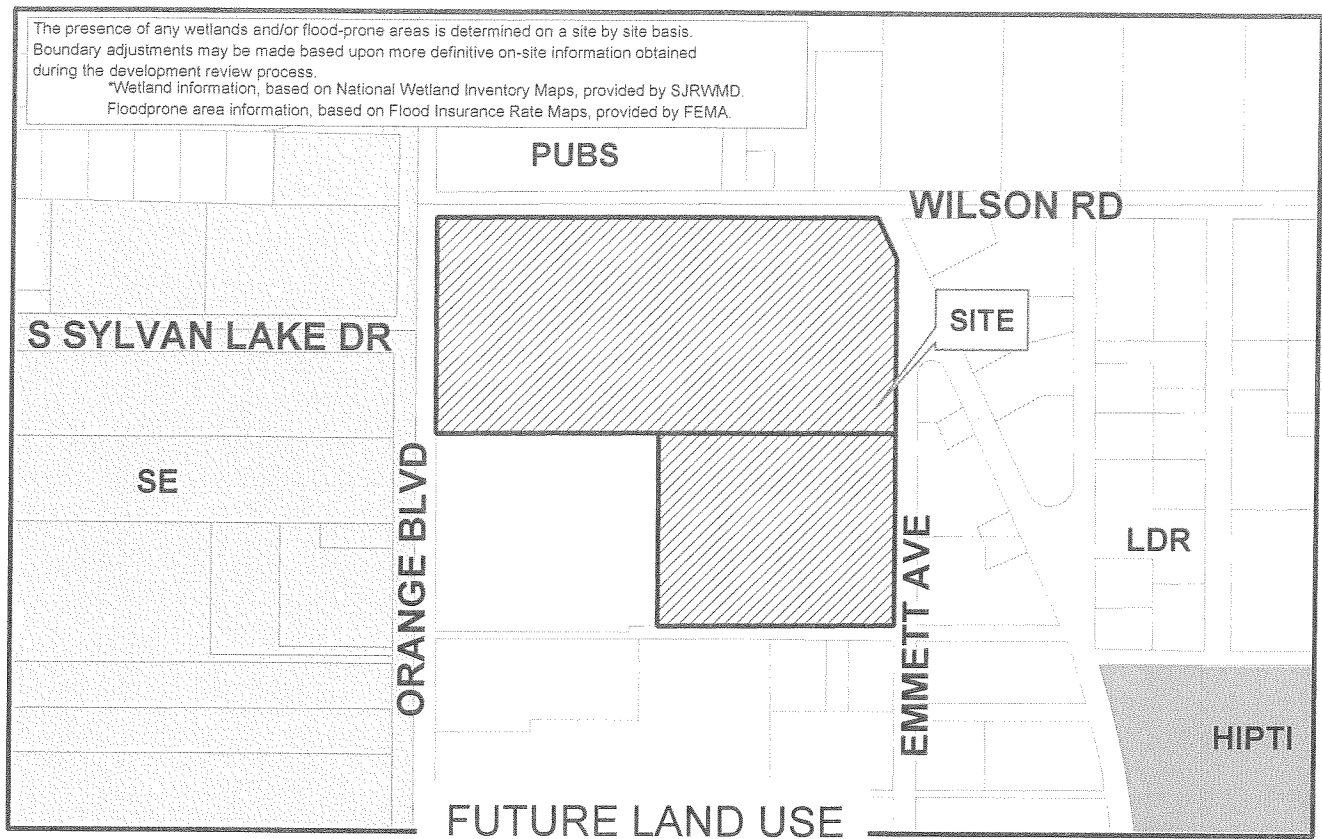 The presence of any wetlands and/or flood-prone areas is determined on a site by site basis.
Boundary adjustments may be made based upon more definitive on-site information obtained
during the development review process.
*Wetland information, based on National Wetland Inventory Maps, provided by SJRWMD.
Floodprone area information, based on Flood Insurance Rate Maps, provided by FEMA.
PUBS
WILSON RD
SITE
S SYLVAN LAKE DR
SE
ORANGE BLVD
EMMETT AVE
LDR
HIPTI
FUTURE LAND USE